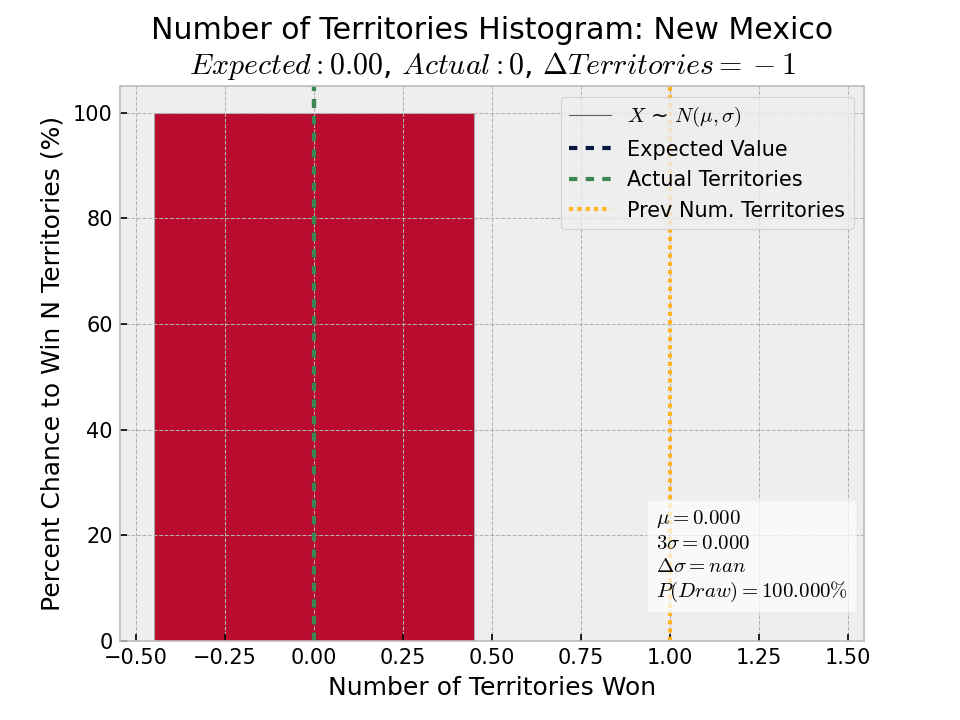 Number of Territories Histogram: New Mexico
Expected : 0.00, Actual : 0, ΔTerritories = −1
Percent Chance to Win N Territories (%)
100
80
60
40
20
0
X ~ N(μ, σ)
Expected Value
Actual Territories
Prev Num. Territories
μ = 0.000
3σ = 0.000
Δσ = nan
P(Draw) = 100.000%
−0.50 −0.25 0.00 0.25 0.50 0.75 1.00 1.25 1.50
Number of Territories Won